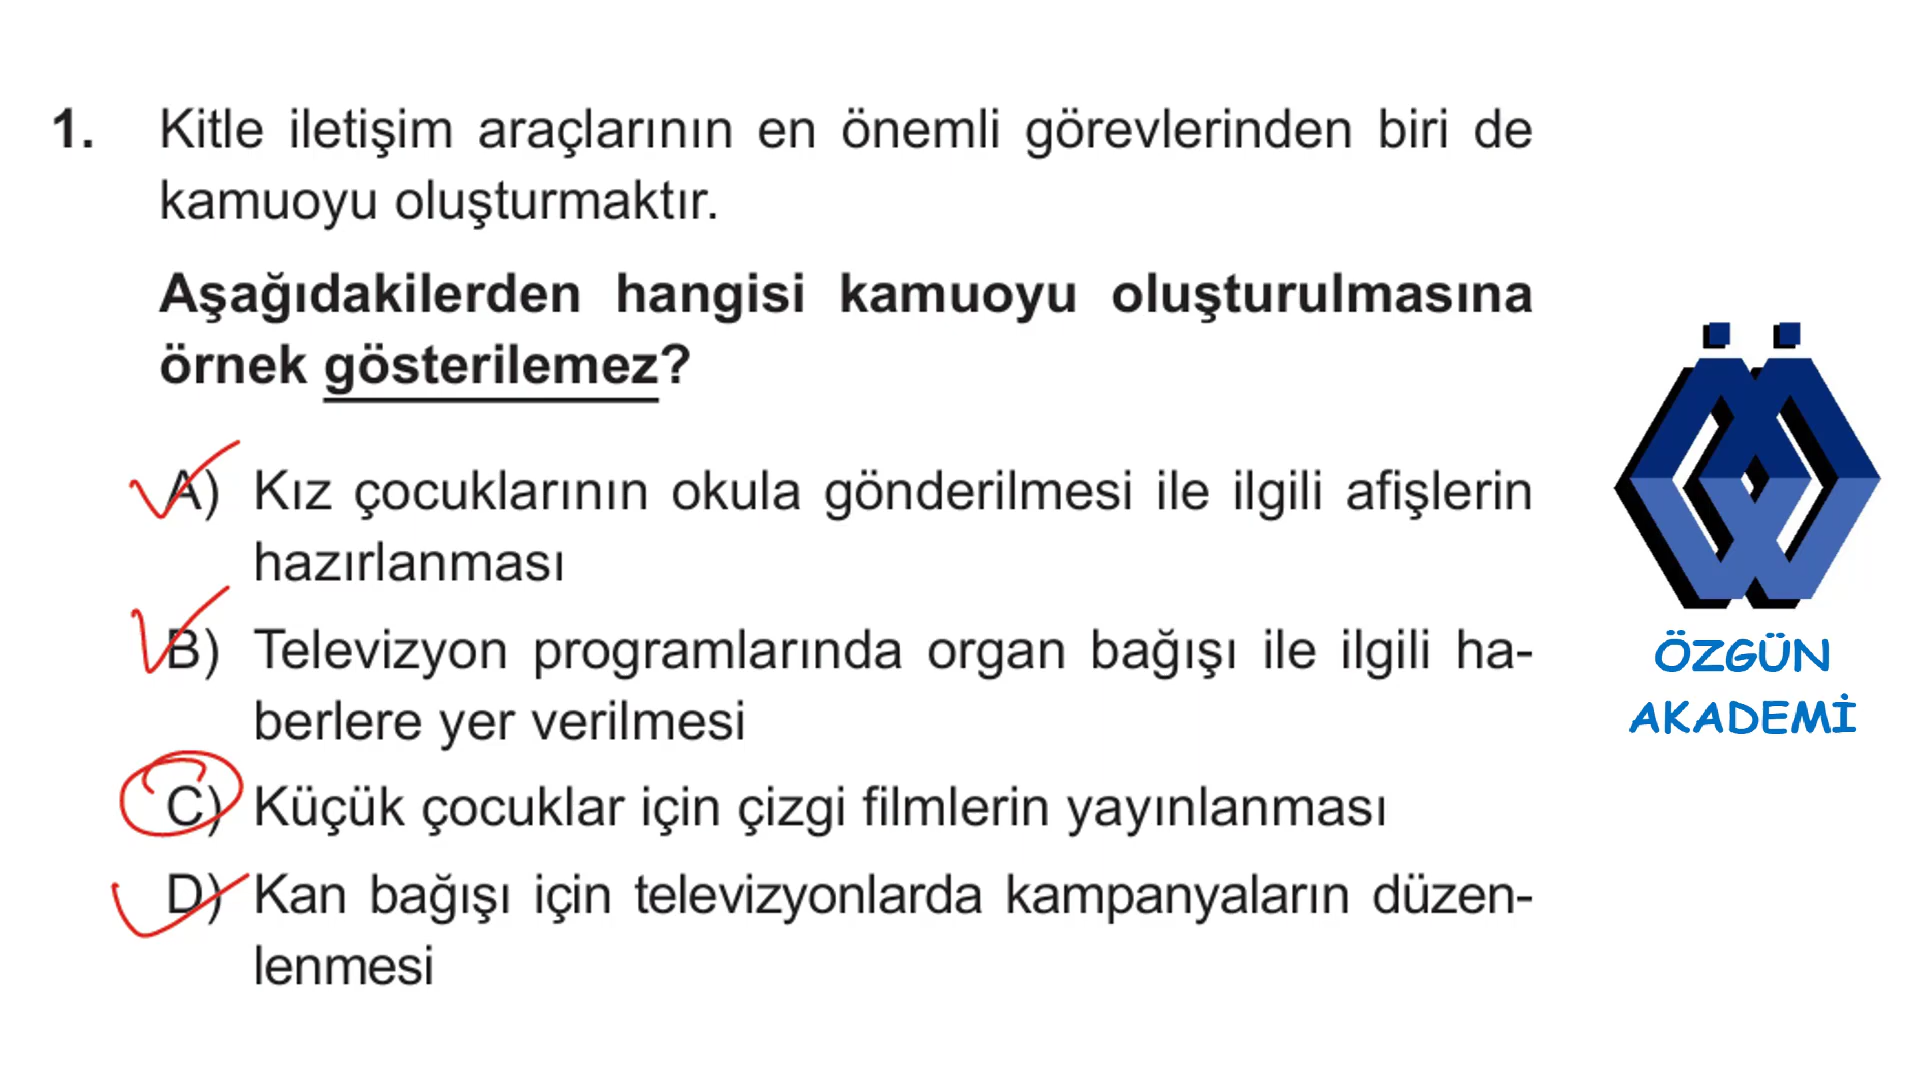 1. Kitle iletişim araçlarının en önemli görevlerinden biri de
kamuoyu oluşturmaktır.
Aşağıdakilerden hangisi kamuoyu oluşturulmasına
örnek gösterilemez?
A) Kız çocuklarının okula gönderilmesi ile ilgili afişlerin
hazırlanması
B) Televizyon programlarında organ bağışı ile ilgili ha-
berlere yer verilmesi
C) Küçük çocuklar için çizgi filmlerin yayınlanması
D) Kan bağışı için televizyonlarda kampanyaların düzen-
lenmesi
ÖZGÜN
AKADEMİ